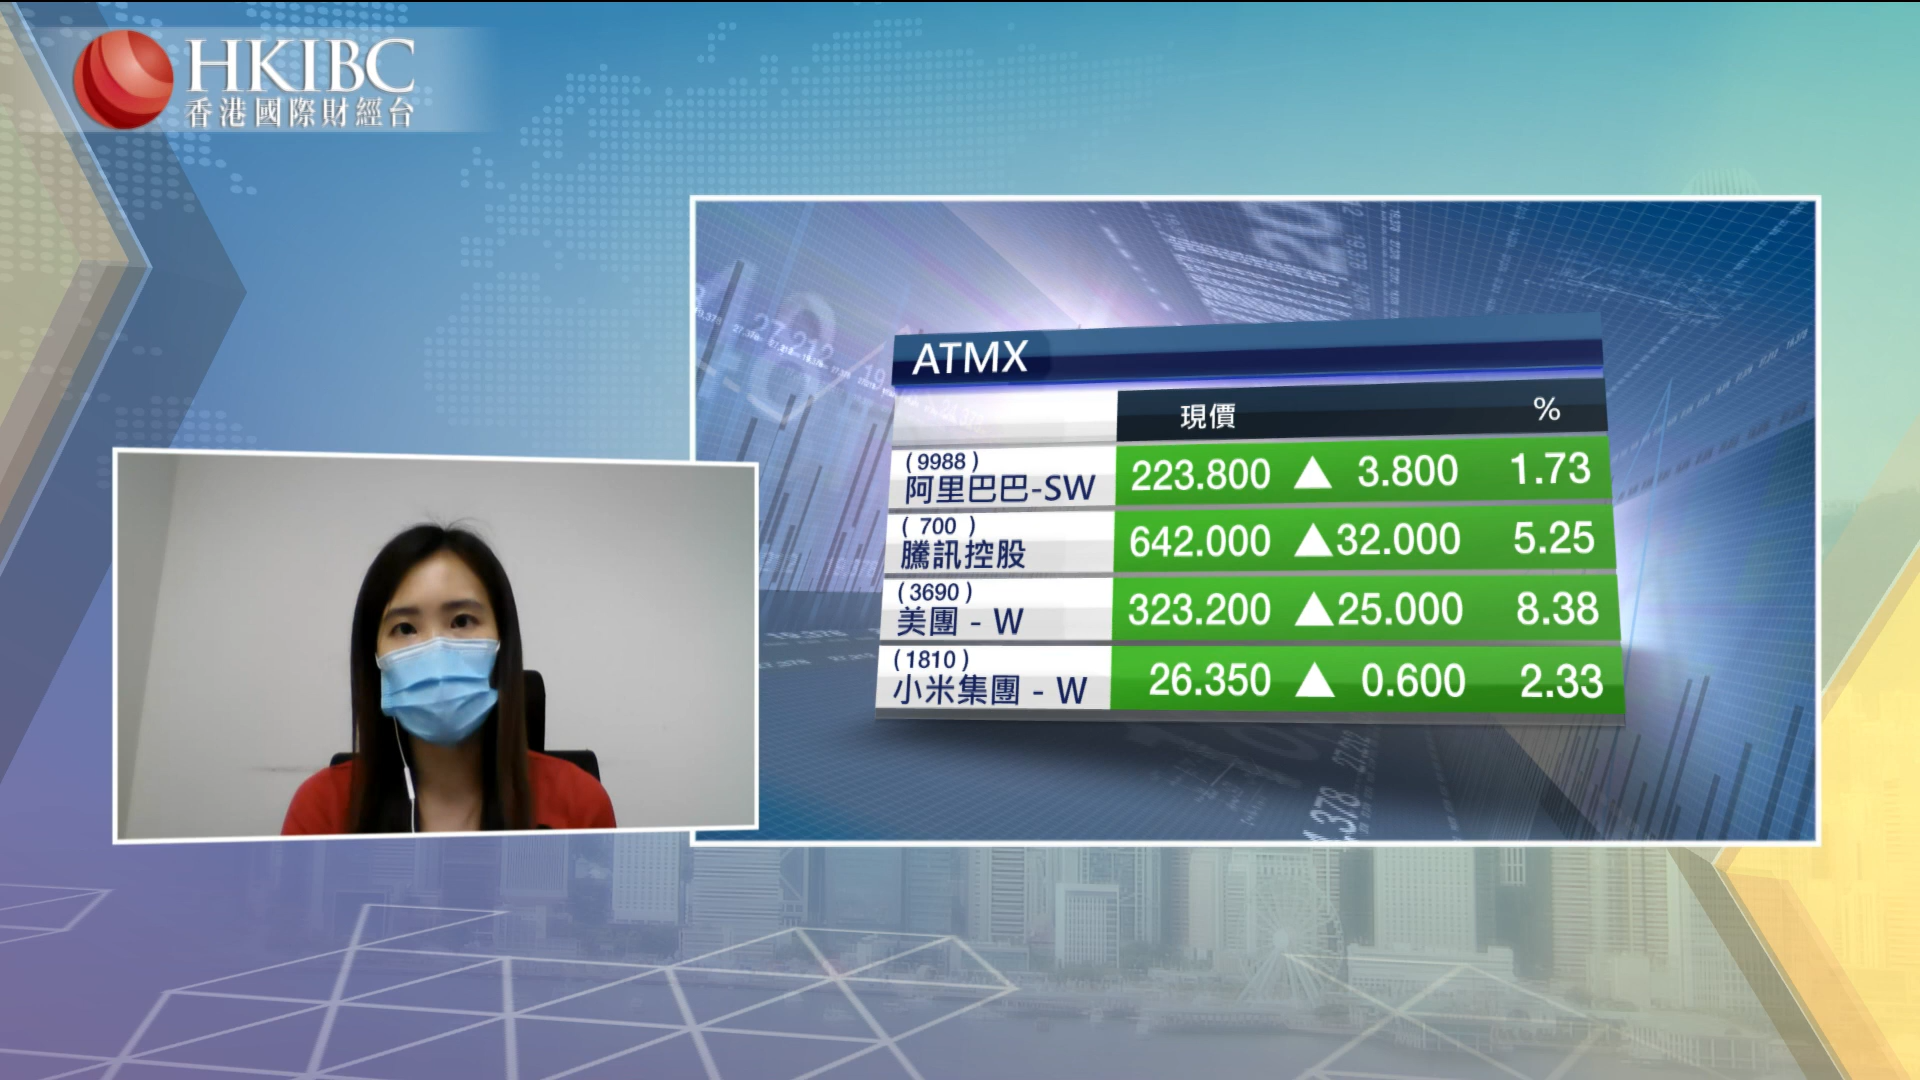 HKIBC
香港國際財經台
ATMX
現價 %
(9988)
阿里巴巴-SW 223.800 ▲ 3.800 1.73
(700)
騰訊控股 642.000 ▲32.000 5.25
(3690)
美團 - W 323.200 ▲25.000 8.38
(1810)
小米集團 - W 26.350 ▲ 0.600 2.33